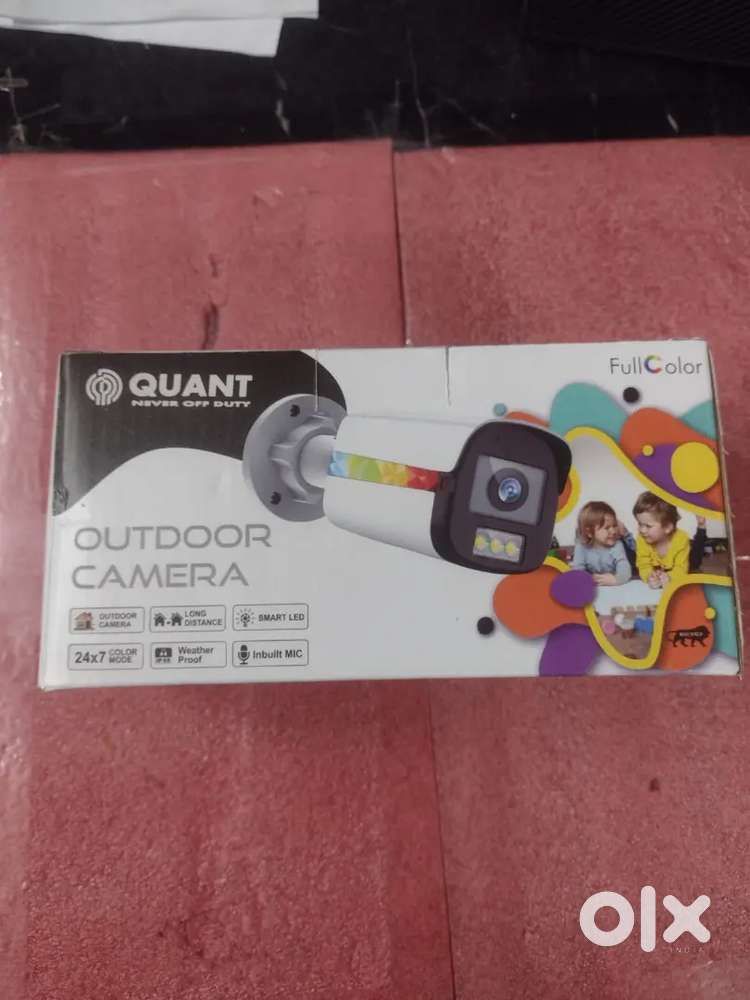 QUANT
NEVER OFF DUTY
FullColor
OUTDOOR
CAMERA
OUTDOOR
CAMERA
LONG
DISTANCE
SMART LED
24x7 COLOR
MODE
Weather
Proof
Inbuilt MIC
olx
INDIA